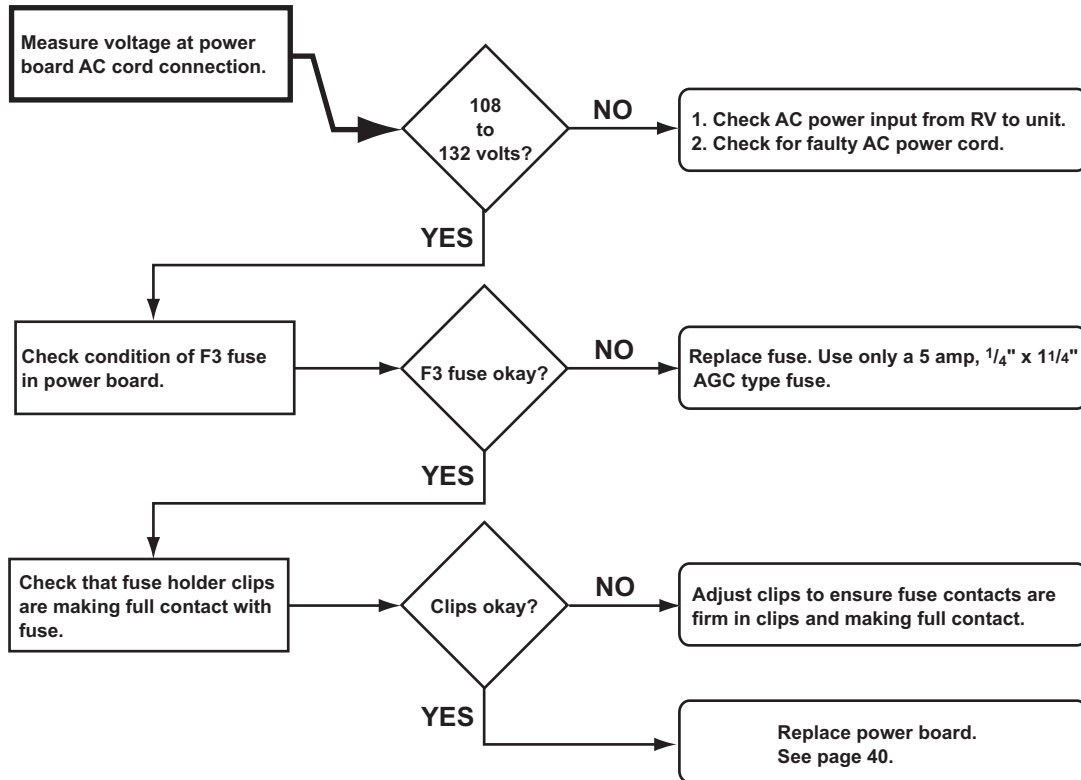 Measure voltage at power
board AC cord connection.
108
to
132 volts?
NO
1. Check AC power input from RV to unit.
2. Check for faulty AC power cord.
YES
Check condition of F3 fuse
in power board.
F3 fuse okay?
NO
Replace fuse. Use only a 5 amp, 1/4" x 11/4"
AGC type fuse.
YES
Check that fuse holder clips
are making full contact with
fuse.
Clips okay?
NO
Adjust clips to ensure fuse contacts are
firm in clips and making full contact.
YES
Replace power board.
See page 40.